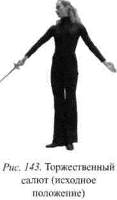 Рис. 143. Торжественный
салют (исходное
положение)